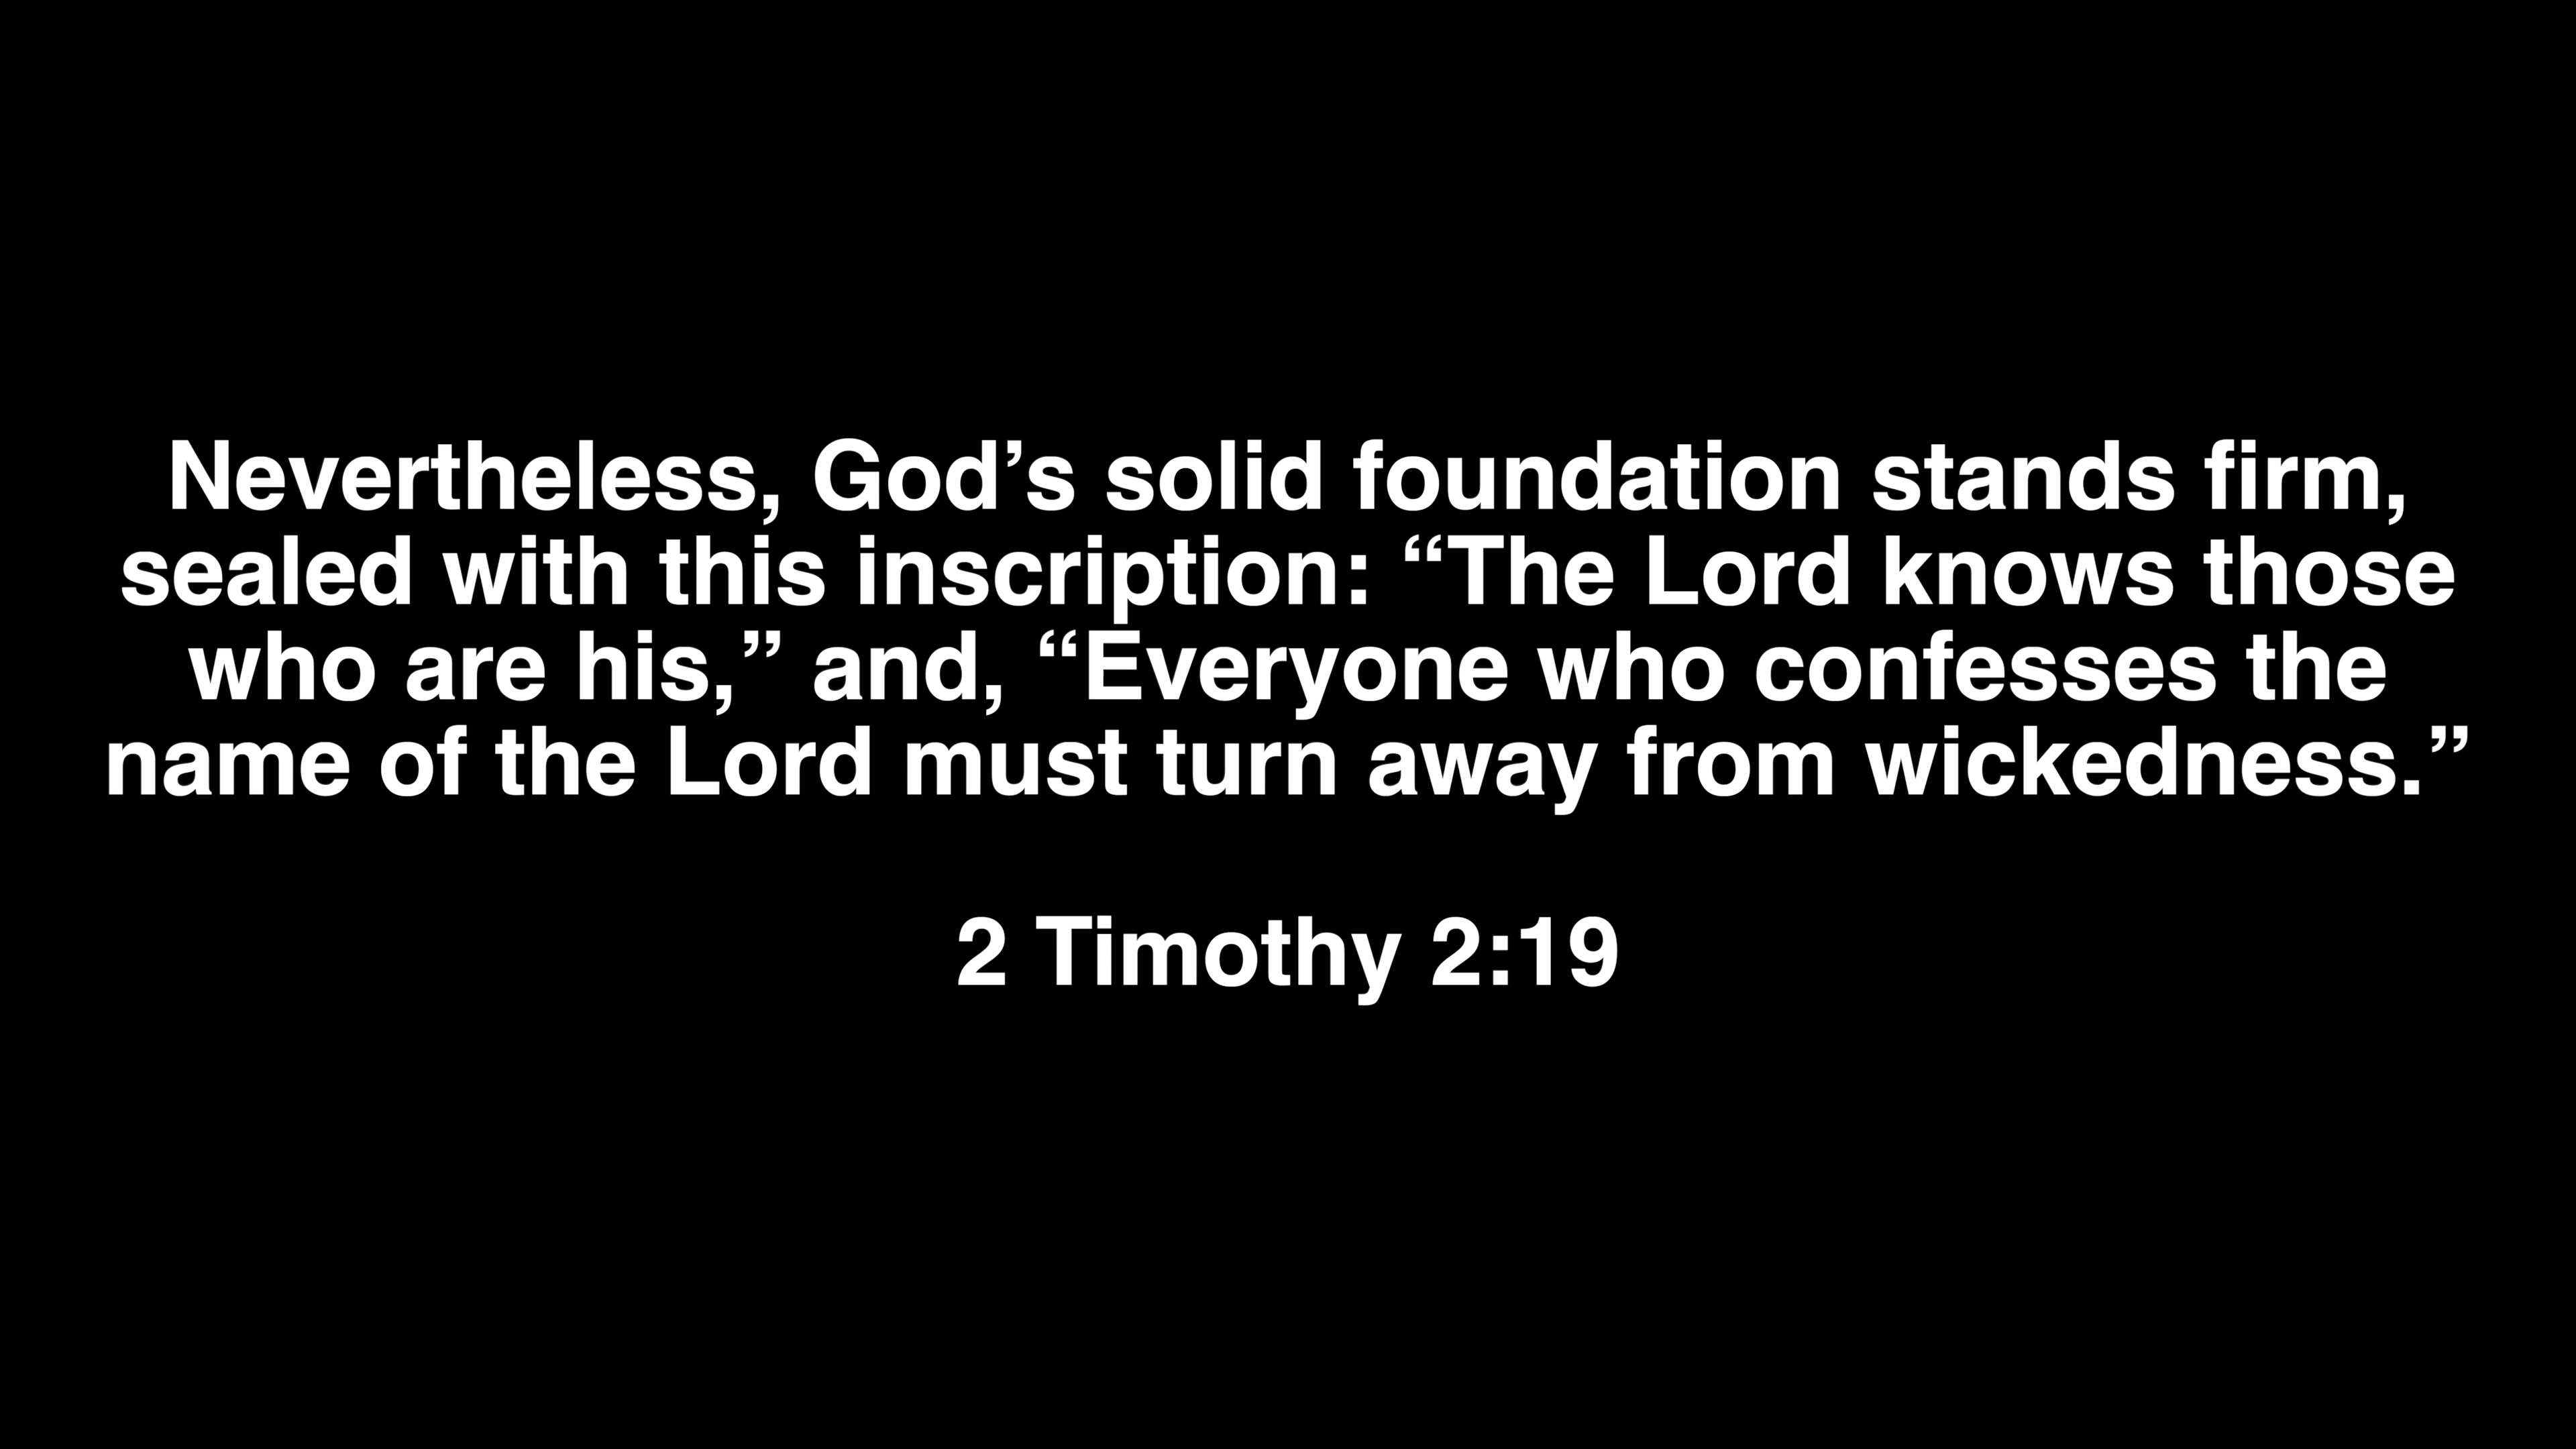 Nevertheless, God’s solid foundation stands firm,
sealed with this inscription: “The Lord knows those
who are his,” and, “Everyone who confesses the
name of the Lord must turn away from wickedness.”
2 Timothy 2:19